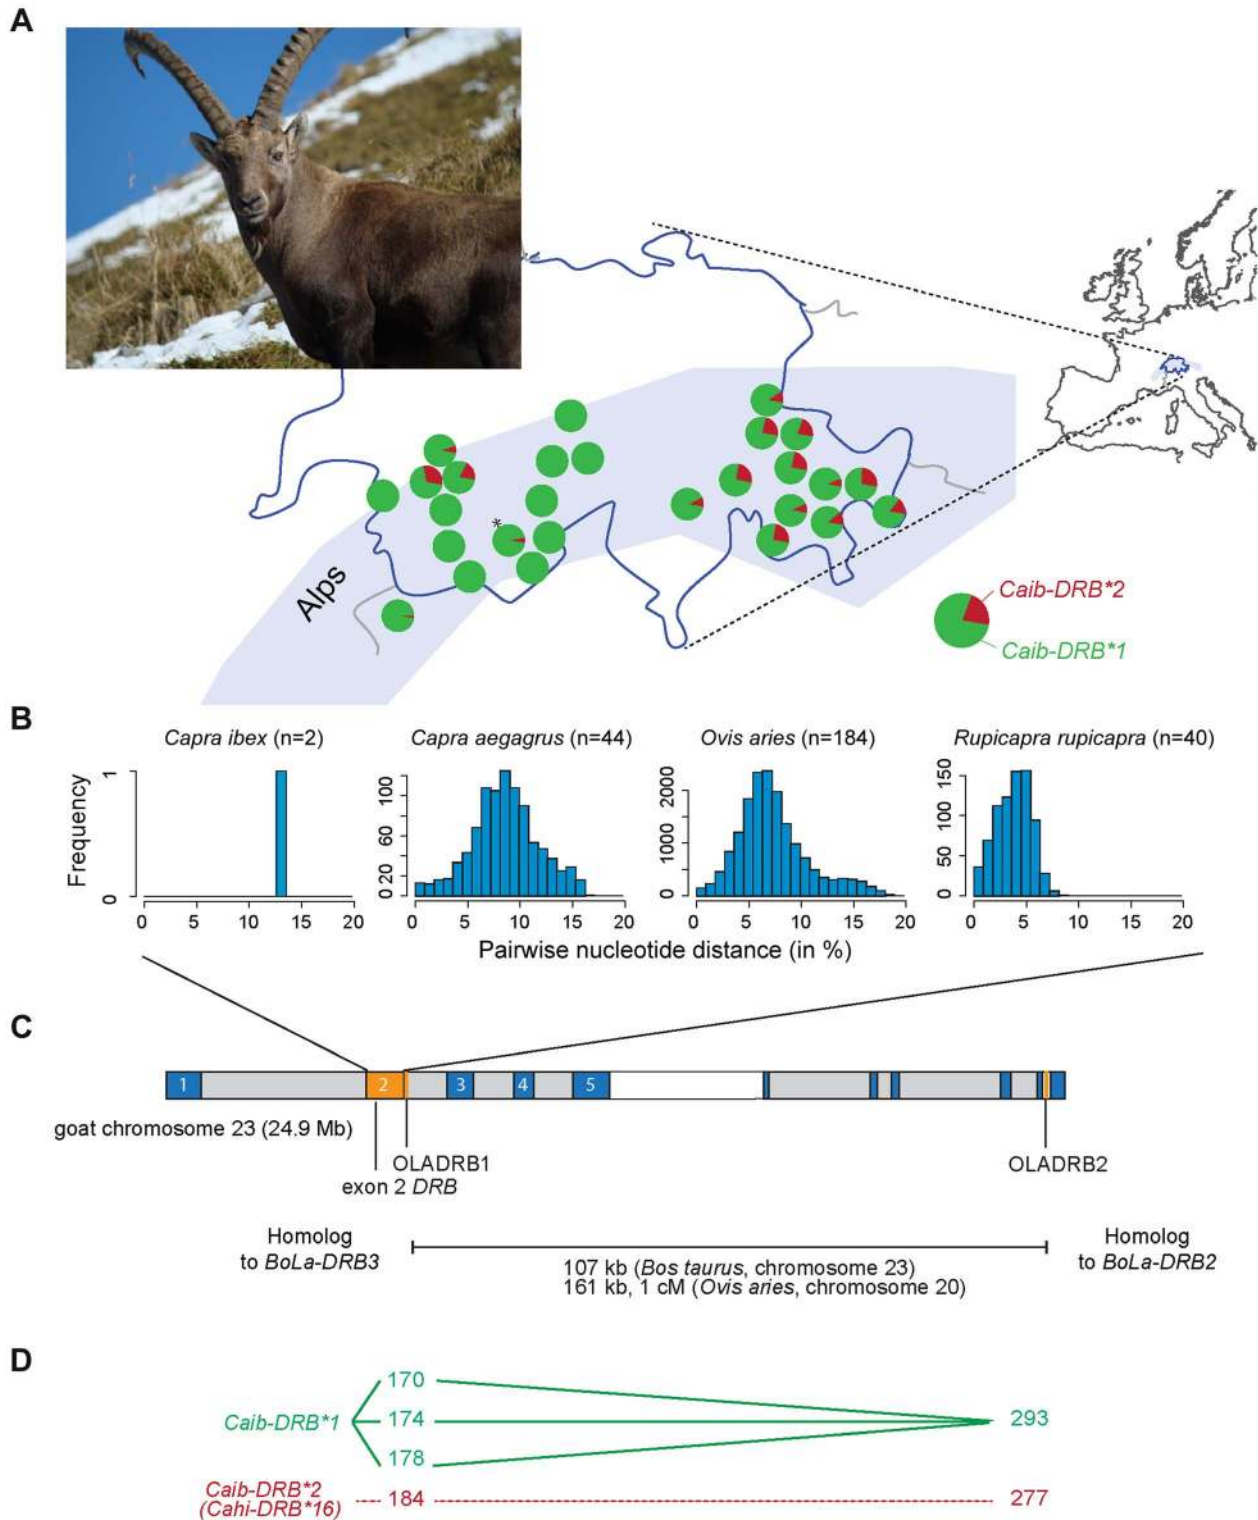 A
*
Alps
Caib-DRB*2
Caib-DRB*1
B
Capra ibex (n=2)
Capra aegagrus (n=44)
Ovis aries (n=184)
Rupicapra rupicapra (n=40)
Frequency
0 1
0 5 10 15 20
0 20 60 100
0 5 10 15 20
0 1000 2000
0 5 10 15 20
0 50 100 150
0 5 10 15 20
Pairwise nucleotide distance (in %)
C
1 2 3 4 5
goat chromosome 23 (24.9 Mb)
OLADRB1
exon 2 DRB
OLADRB2
Homolog
to BoLa-DRB3
107 kb (Bos taurus, chromosome 23)
161 kb, 1 cM (Ovis aries, chromosome 20)
Homolog
to BoLa-DRB2
D
170
Caib-DRB*1 174 293
178
Caib-DRB*2
(Cahi-DRB*16)
184 277